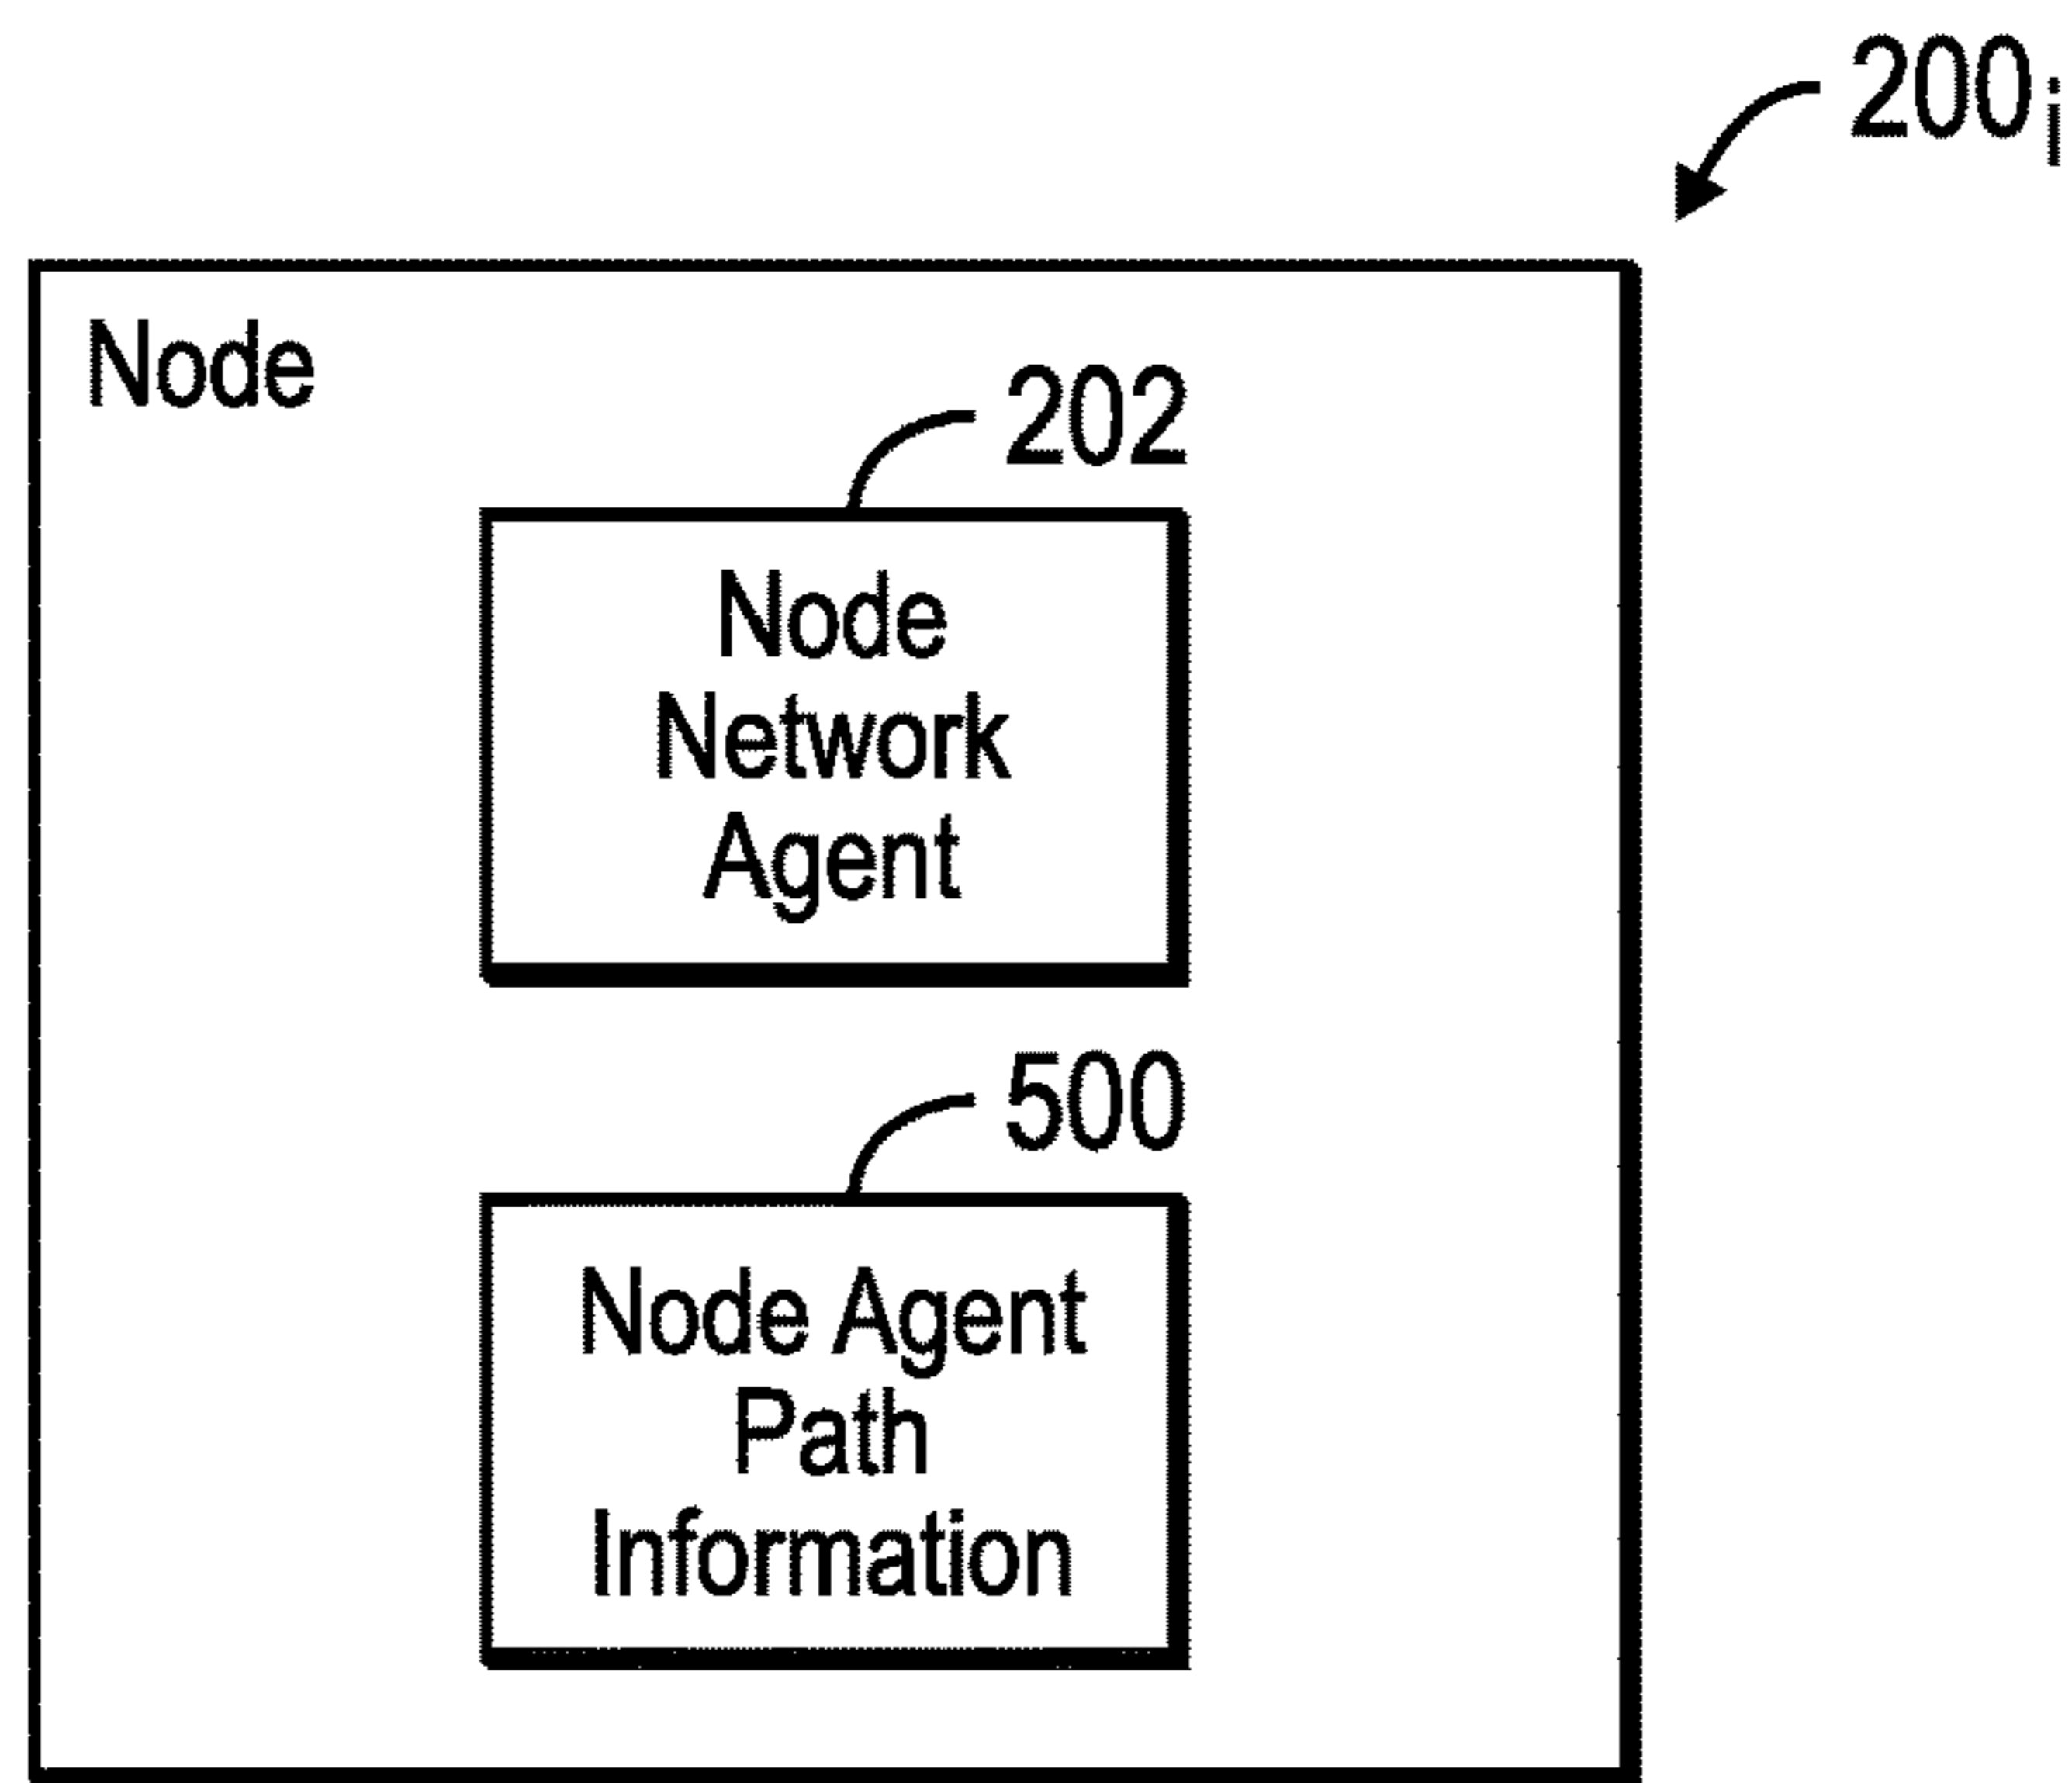 200i
Node
202
Node
Network
Agent
500
Node Agent
Path
Information